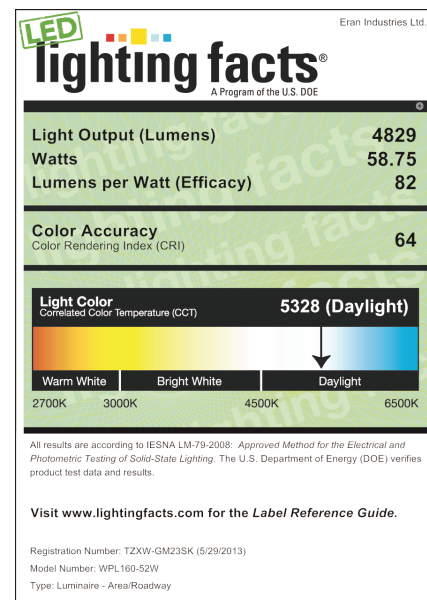 Eran Industries Ltd.
LED
lighting facts®
A Program of the U.S. DOE
Light Output (Lumens) 4829
Watts 58.75
Lumens per Watt (Efficacy) 82
Color Accuracy
Color Rendering Index (CRI) 64
Light Color
Correlated Color Temperature (CCT) 5328 (Daylight)
Warm White Bright White Daylight
2700K 3000K 4500K 6500K
All results are according to IESNA LM-79-2008: Approved Method for the Electrical and
Photometric Testing of Solid-State Lighting. The U.S. Department of Energy (DOE) verifies
product test data and results.
Visit www.lightingfacts.com for the Label Reference Guide.
Registration Number: TZXW-GM23SK (5/29/2013)
Model Number: WPL160-52W
Type: Luminaire - Area/Roadway